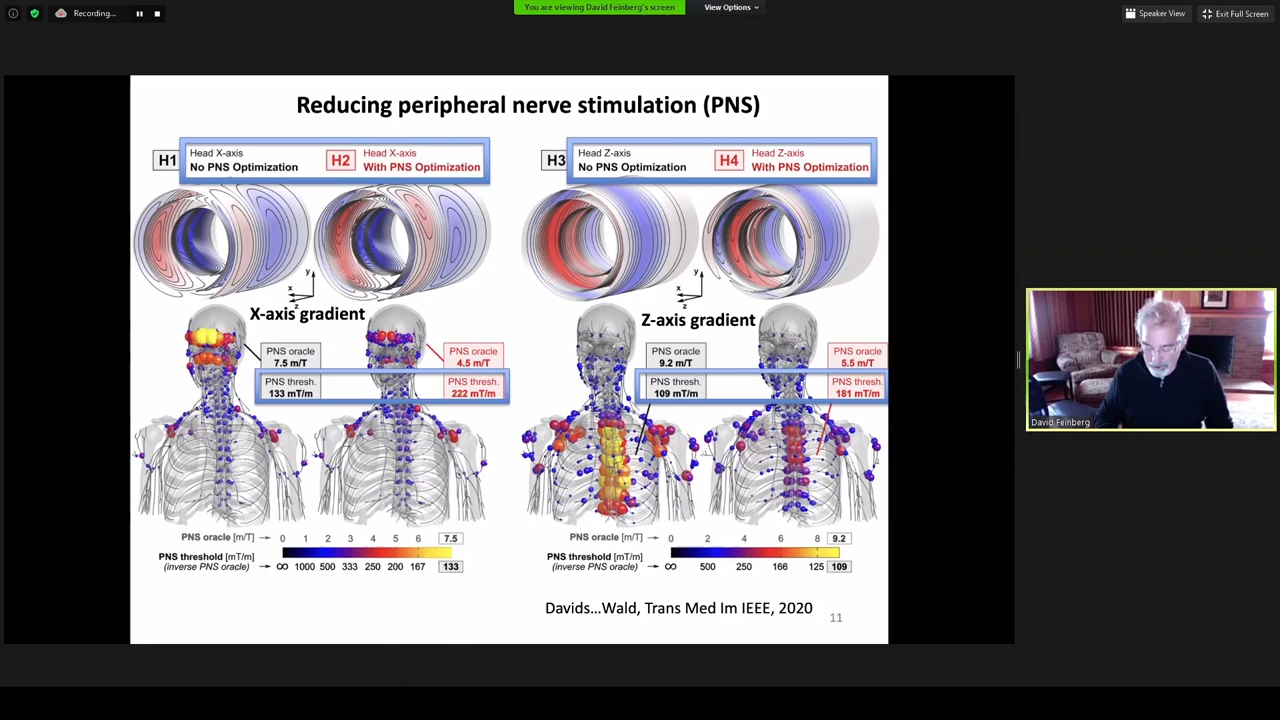 Recording...
You are viewing David Feinberg's screen
View Options
Speaker View
Exit Full Screen
Reducing peripheral nerve stimulation (PNS)
H1
Head X-axis
No PNS Optimization
H2
Head X-axis
With PNS Optimization
H3
Head Z-axis
No PNS Optimization
H4
Head Z-axis
With PNS Optimization
y
x
z
y
x
z
X-axis gradient
Z-axis gradient
PNS oracle
7.5 m/T
PNS oracle
4.5 m/T
PNS thresh.
133 mT/m
PNS thresh.
222 mT/m
PNS oracle
9.2 m/T
PNS oracle
5.5 m/T
PNS thresh.
109 mT/m
PNS thresh.
181 mT/m
David Feinberg
PNS oracle [m/T] → 0 1 2 3 4 5 6 7.5
PNS threshold [mT/m]
(inverse PNS oracle) → ∞ 1000 500 333 250 200 167 133
PNS oracle [m/T] → 0 2 4 6 8 9.2
PNS threshold [mT/m]
(inverse PNS oracle) → ∞ 500 250 166 125 109
Davids...Wald, Trans Med Im IEEE, 2020
11